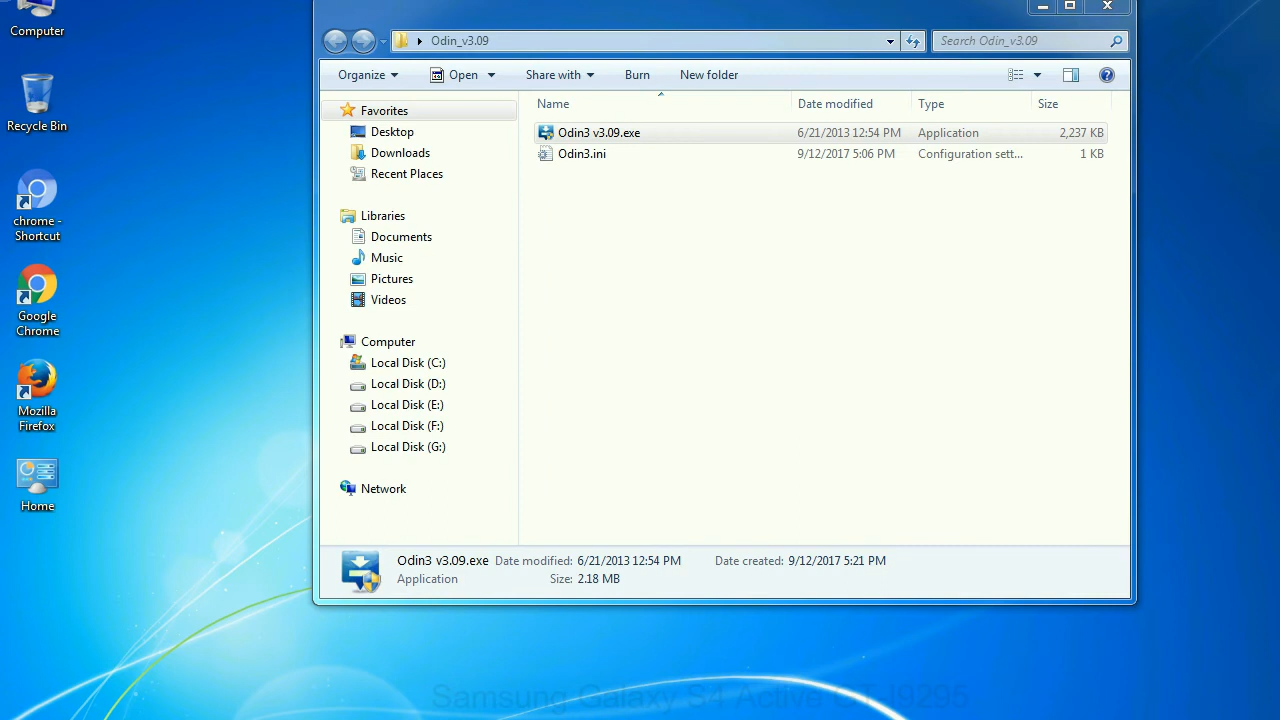 Computer
Recycle Bin
chrome -
Shortcut
Google
Chrome
Mozilla
Firefox
Home
Odin_v3.09
Search Odin_v3.09
Organize
Open
Share with
Burn
New folder
Favorites
Desktop
Downloads
Recent Places
Libraries
Documents
Music
Pictures
Videos
Computer
Local Disk (C:)
Local Disk (D:)
Local Disk (E:)
Local Disk (F:)
Local Disk (G:)
Network
Name Date modified Type Size
Odin3 v3.09.exe 6/21/2013 12:54 PM Application 2,237 KB
Odin3.ini 9/12/2017 5:06 PM Configuration sett... 1 KB
Odin3 v3.09.exe Date modified: 6/21/2013 12:54 PM Date created: 9/12/2017 5:21 PM
Application Size: 2.18 MB
Samsung Galaxy S4 Active GT-I9295